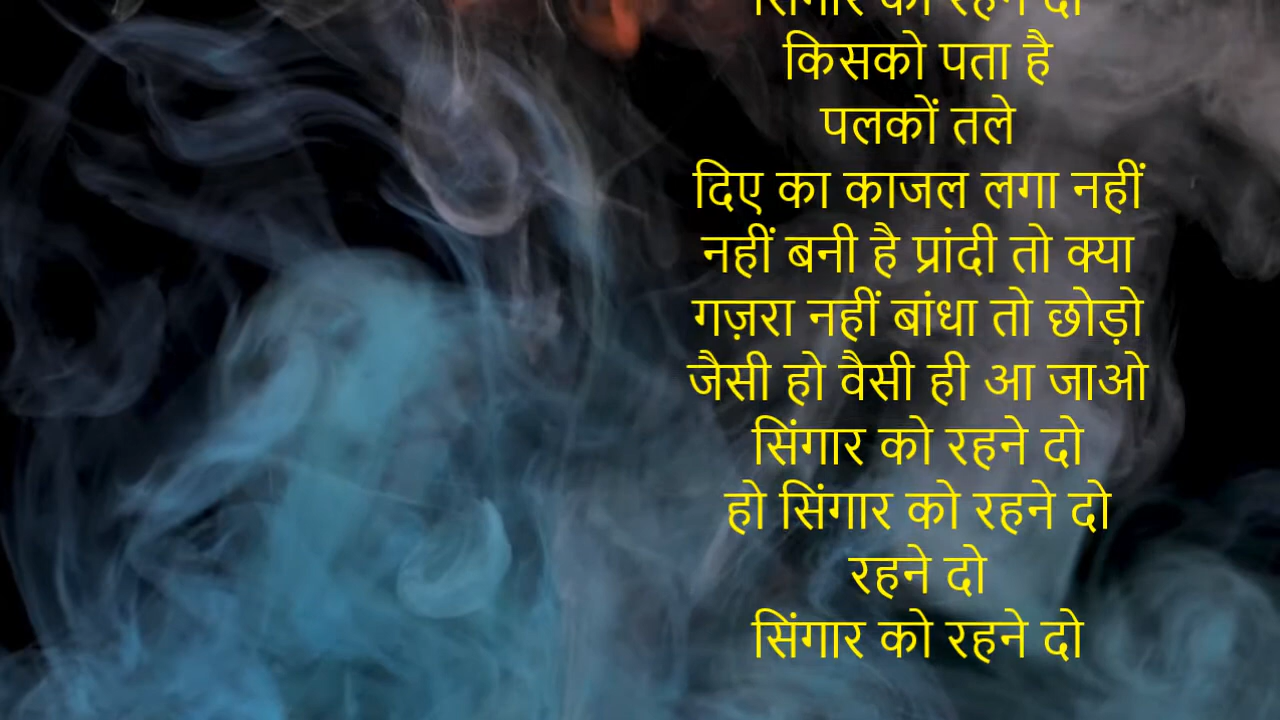 सिंगार को रहने दो
किसको पता है
पलकों तले
दिए का काजल लगा नहीं
नहीं बनी है प्रांदी तो क्या
गज़रा नहीं बांधा तो छोड़ो
जैसी हो वैसी ही आ जाओ
सिंगार को रहने दो
हो सिंगार को रहने दो
रहने दो
सिंगार को रहने दो